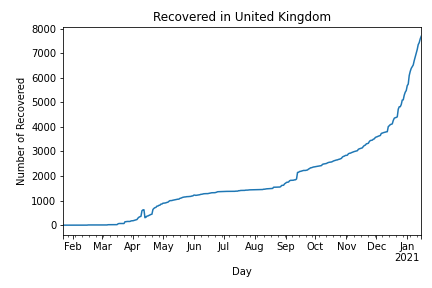 Recovered in United Kingdom
Number of Recovered
8000
7000
6000
5000
4000
3000
2000
1000
0
Feb Mar Apr May Jun Jul Aug Sep Oct Nov Dec Jan
2021
Day